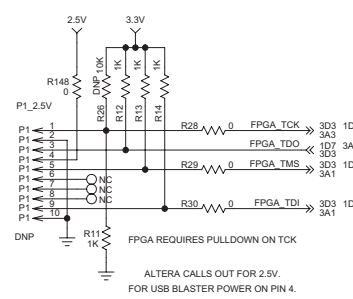 2.5V 3.3V
R148
0
DNP 10K
R26
1K
R12
1K
R13
1K
R14
P1_2.5V
P1 1
P1 2
P1 3
P1 4
P1 5
P1 6 NC
P1 7 NC
P1 8 NC
P1 9
P1 10
DNP
R28 0 FPGA_TCK 3D3 1D
3A3
FPGA_TDO 1D7 3A
3D3
R29 0 FPGA_TMS 3D3 1D
3A1
R30 0 FPGA_TDI 3D3 1D
3A1
R11
1K
FPGA REQUIRES PULLDOWN ON TCK
ALTERA CALLS OUT FOR 2.5V.
FOR USB BLASTER POWER ON PIN 4.